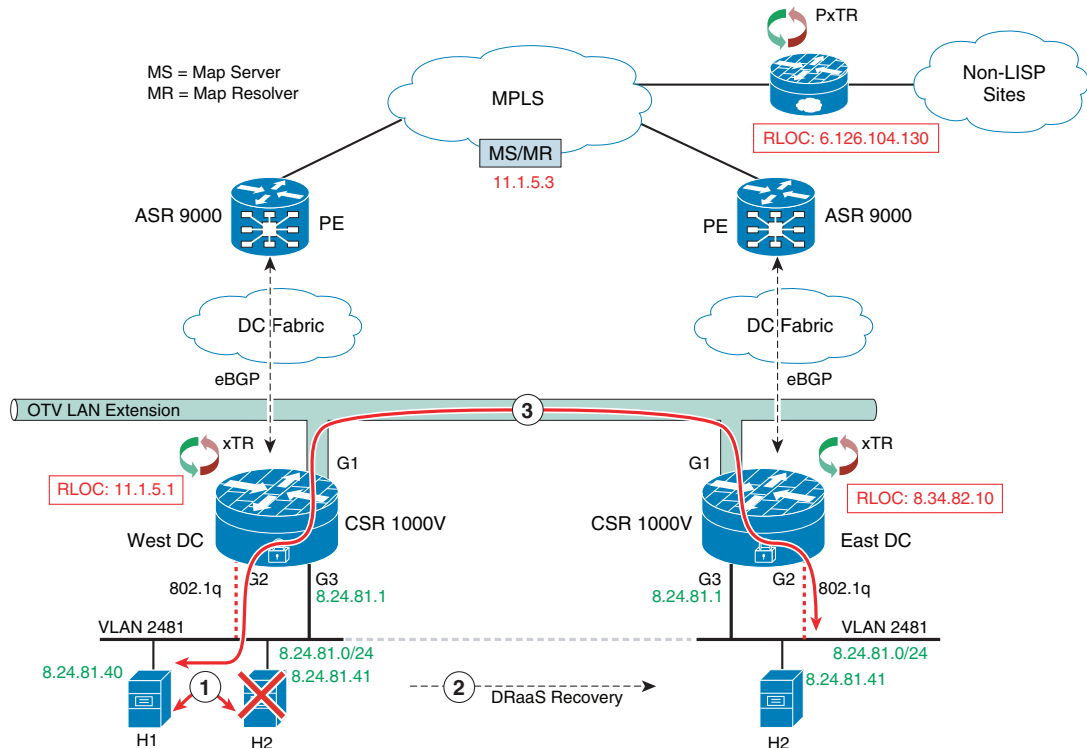 PxTR
MS = Map Server
MR = Map Resolver
MPLS
Non-LISP
Sites
RLOC: 6.126.104.130
MS/MR
11.1.5.3
ASR 9000
PE
PE
ASR 9000
DC Fabric
DC Fabric
eBGP
eBGP
OTV LAN Extension
3
xTR
G1
G1
xTR
RLOC: 11.1.5.1
RLOC: 8.34.82.10
CSR 1000V
CSR 1000V
West DC
East DC
802.1q
G2
G3
8.24.81.1
G3
8.24.81.1
G2
802.1q
VLAN 2481
VLAN 2481
8.24.81.0/24
8.24.81.0/24
8.24.81.40
8.24.81.41
8.24.81.41
1
2
DRaaS Recovery
H1
H2
H2